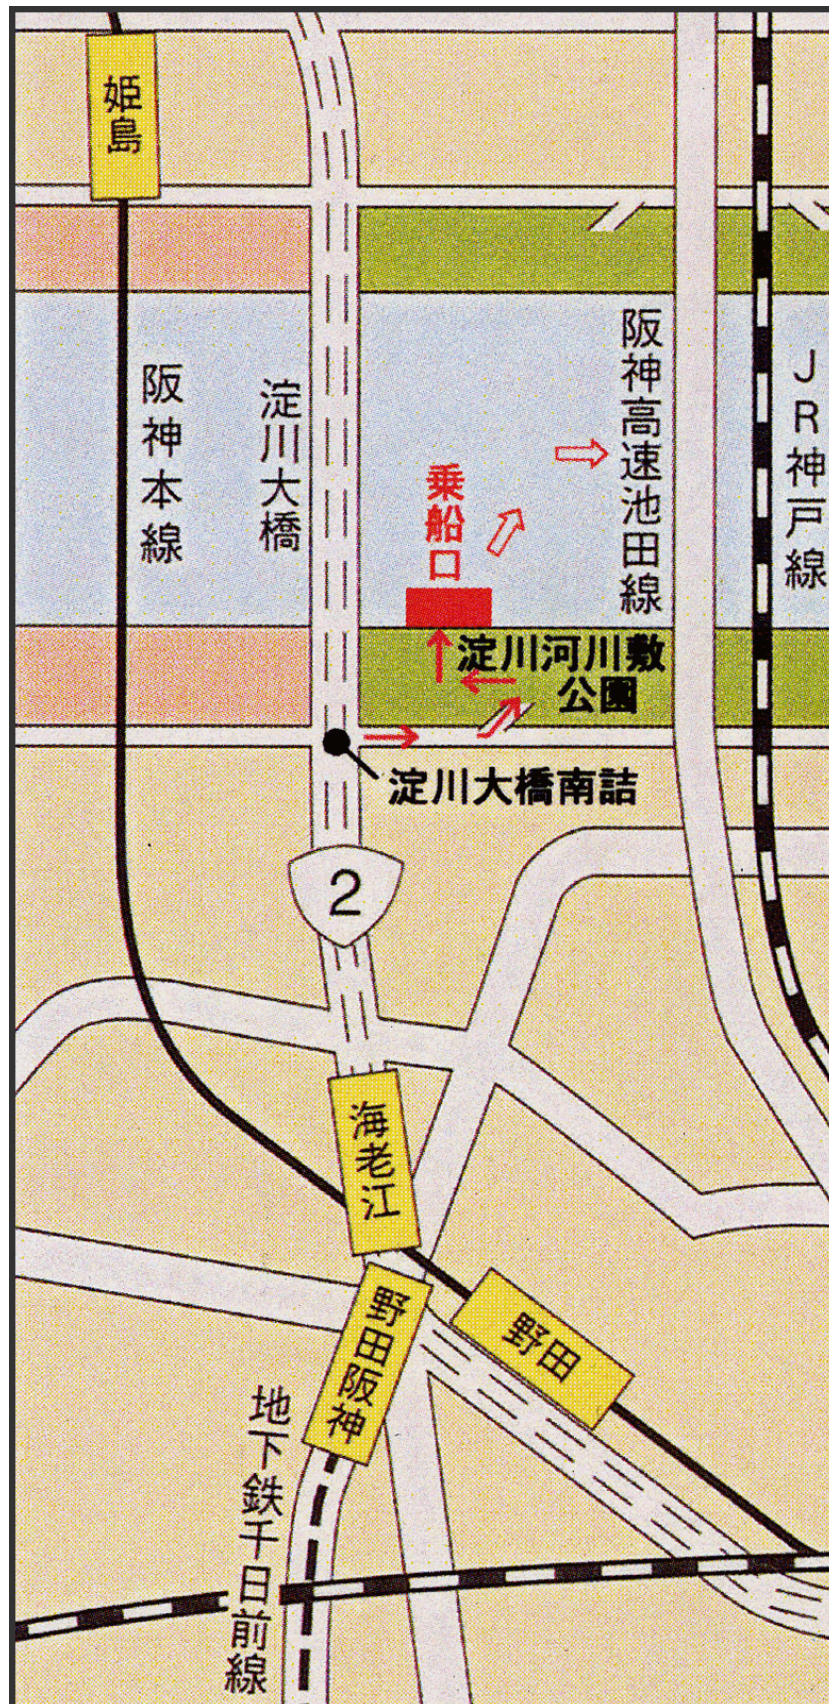 姫島
阪神本線
淀川大橋
乗船口
阪神高速池田線
JR神戸線
淀川河川敷
公園
淀川大橋南詰
2
海老江
野田阪神
野田
地下鉄千日前線